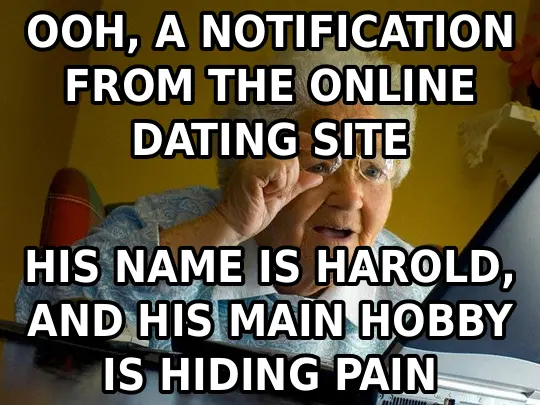 OOH, A NOTIFICATION
FROM THE ONLINE
DATING SITE
HIS NAME IS HAROLD,
AND HIS MAIN HOBBY
IS HIDING PAIN